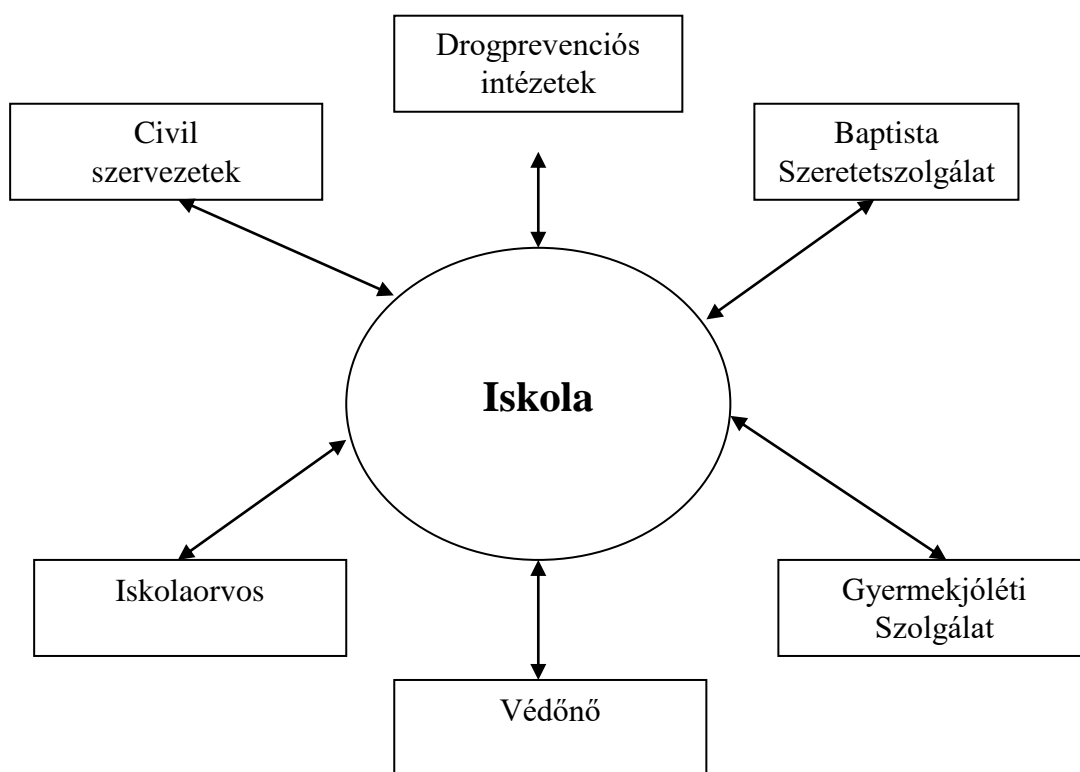 Drogprevenciós
intézetek
Civil
szervezetek
Baptista
Szeretetszolgálat
Iskola
Iskolaorvos
Gyermekjóléti
Szolgálat
Védőnő